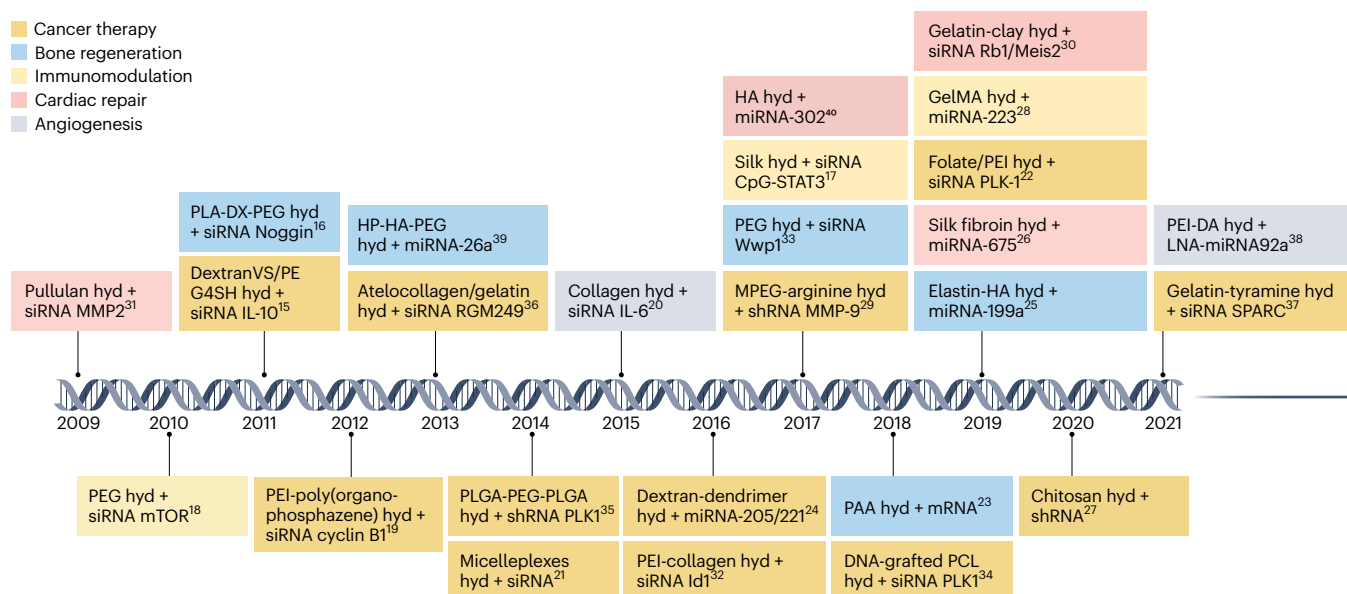 Cancer therapy
Bone regeneration
Immunomodulation
Cardiac repair
Angiogenesis
Gelatin-clay hyd +
siRNA Rb1/Meis2³⁰
HA hyd +
miRNA-302⁴⁰
GelMA hyd +
miRNA-223²⁸
Silk hyd + siRNA
CpG-STAT3¹⁷
Folate/PEI hyd +
siRNA PLK-1²²
PLA-DX-PEG hyd
+ siRNA Noggin¹⁶
HP-HA-PEG
hyd + miRNA-26a³⁹
PEG hyd + siRNA
Wwp1³³
Silk fibroin hyd +
miRNA-675²⁶
PEI-DA hyd +
LNA-miRNA92a³⁸
Pullulan hyd +
siRNA MMP2³¹
DextranVS/PE
G4SH hyd +
siRNA IL-10¹⁵
Atelocollagen/gelatin
hyd + siRNA RGM249³⁶
Collagen hyd +
siRNA IL-6²⁰
MPEG-arginine hyd
+ shRNA MMP-9²⁹
Elastin-HA hyd +
miRNA-199a²⁵
Gelatin-tyramine hyd
+ siRNA SPARC³⁷
2009 2010 2011 2012 2013 2014 2015 2016 2017 2018 2019 2020 2021
PEG hyd +
siRNA mTOR¹⁸
PEI-poly(organo-
phosphazene) hyd +
siRNA cyclin B1¹⁹
PLGA-PEG-PLGA
hyd + shRNA PLK1³⁵
Micelleplexes
hyd + siRNA²¹
Dextran-dendrimer
hyd + miRNA-205/221²⁴
PEI-collagen hyd +
siRNA Id1³²
PAA hyd + mRNA²³
DNA-grafted PCL
hyd + siRNA PLK1³⁴
Chitosan hyd +
shRNA²⁷